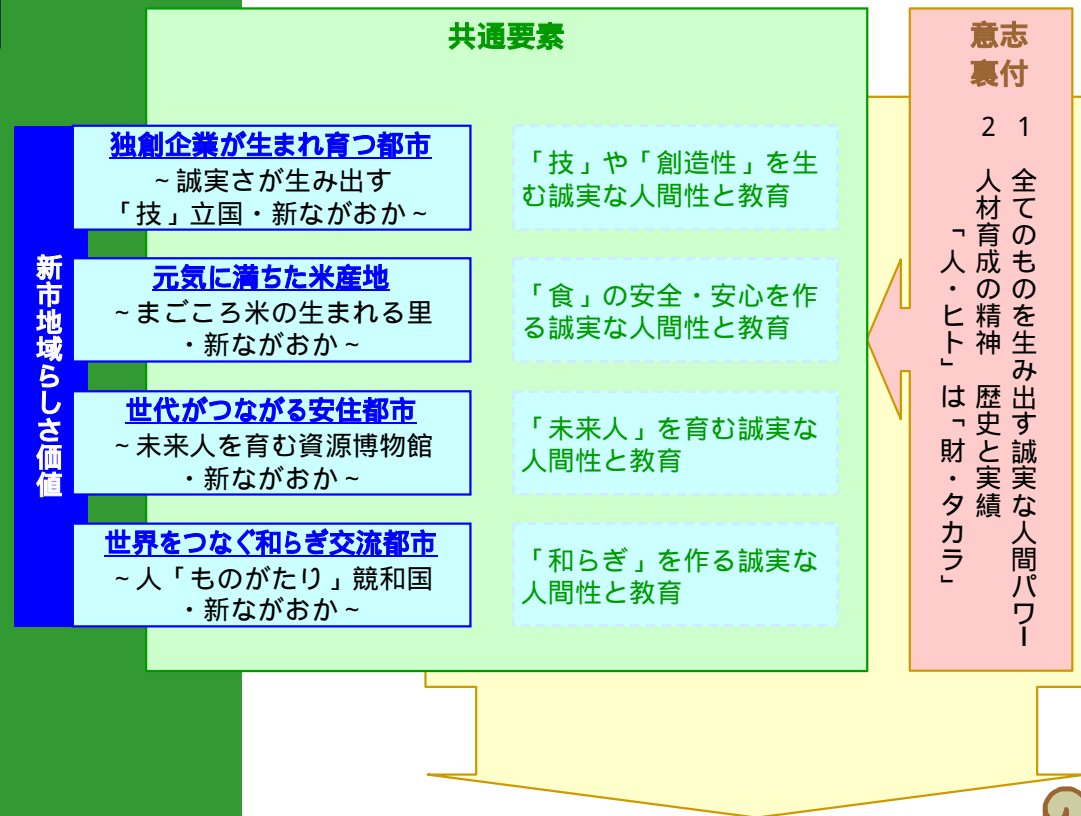 共通要素
意志
裏付
新市地域らしさ価値
独創企業が生まれ育つ都市
~誠実さが生み出す
「技」立国・新ながおか~
「技」や「創造性」を生
む誠実な人間性と教育
元気に満ちた米産地
~まごころ米の生まれる里
・新ながおか~
「食」の安全・安心を作
る誠実な人間性と教育
世代がつながる安住都市
~未来人を育む資源博物館
・新ながおか~
「未来人」を育む誠実な
人間性と教育
世界をつなぐ和らぎ交流都市
~人「ものがたり」競和国
・新ながおか~
「和らぎ」を作る誠実な
人間性と教育
1 全てのものを生み出す誠実な人間パワー
2 人材育成の精神 歴史と実績
「人・ヒト」は「財・タカラ」